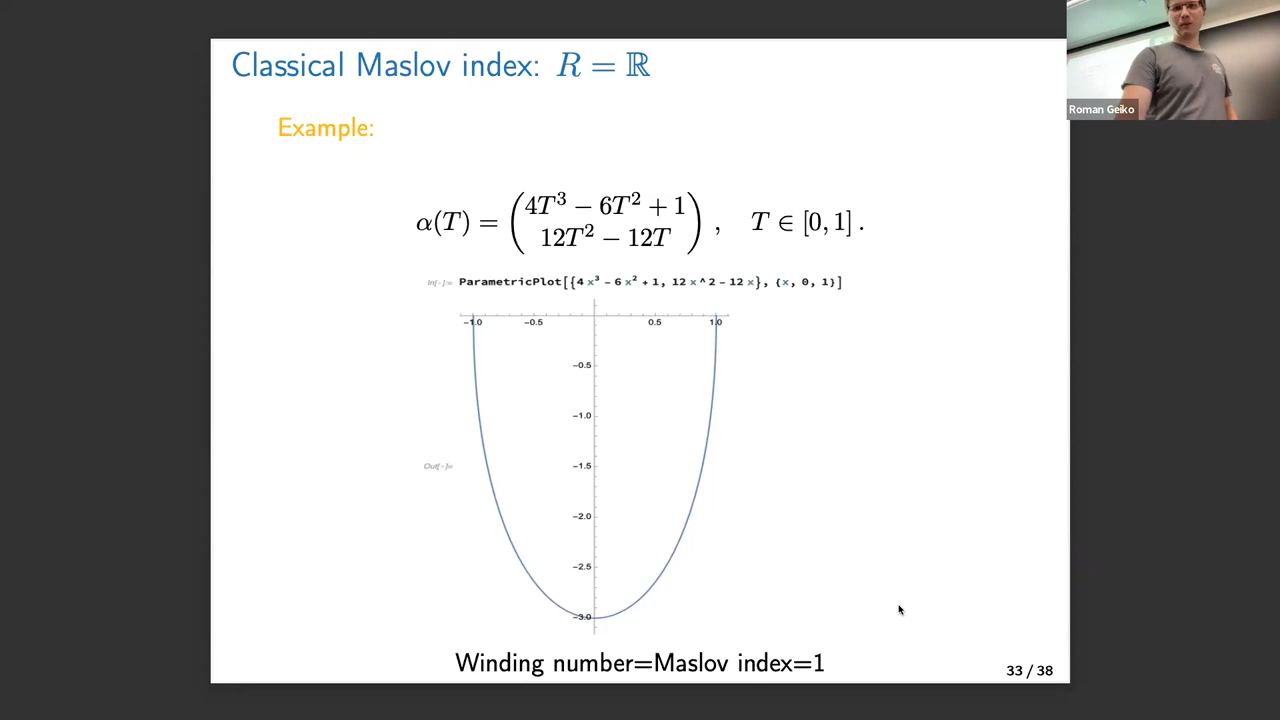 Classical Maslov index: R = ℝ
Roman Geiko
Example:
α(T) = (4T³ − 6T² + 1
12T² − 12T) , T ∈ [0, 1] .
In[◦]:= ParametricPlot[{4 x³ - 6 x² + 1, 12 x^2 - 12 x}, {x, 0, 1}]
-1.0 -0.5 0.5 1.0
-0.5
-1.0
Out[◦]= -1.5
-2.0
-2.5
-3.0
Winding number=Maslov index=1
33 / 38